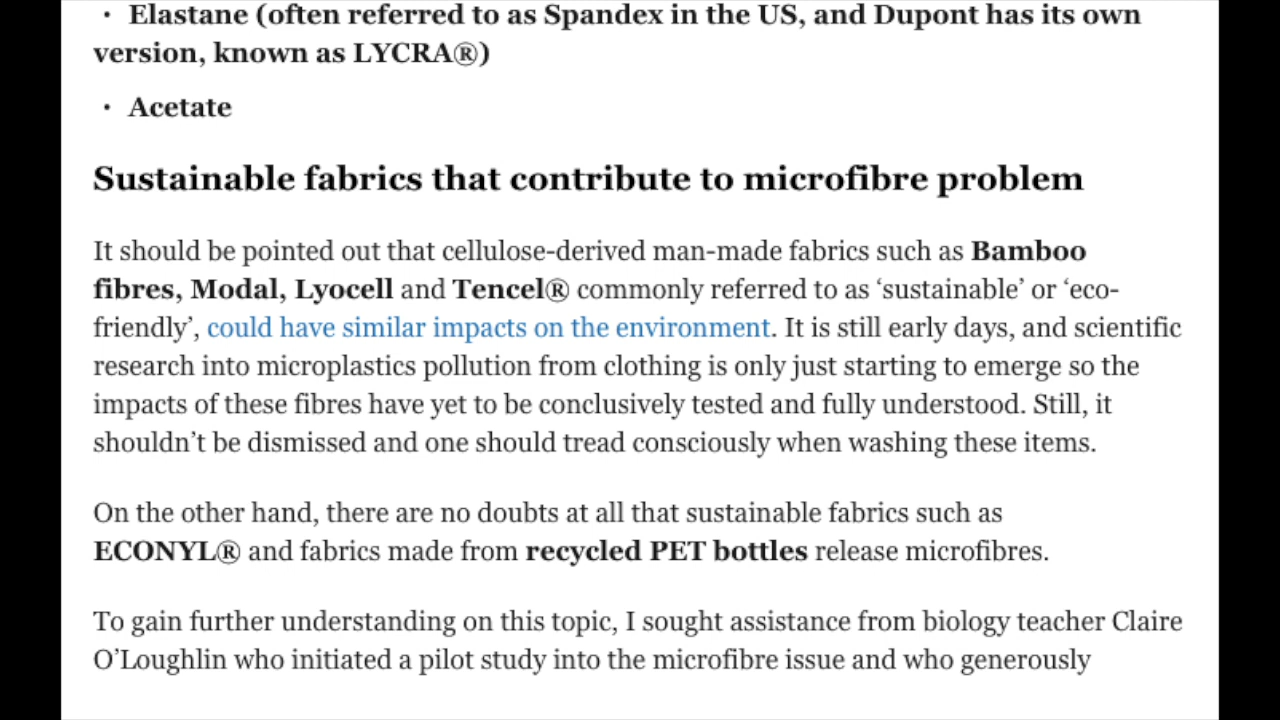 · Elastane (often referred to as Spandex in the US, and Dupont has its own
version, known as LYCRA®)
· Acetate
Sustainable fabrics that contribute to microfibre problem
It should be pointed out that cellulose-derived man-made fabrics such as Bamboo
fibres, Modal, Lyocell and Tencel® commonly referred to as ‘sustainable’ or ‘eco-
friendly’, could have similar impacts on the environment. It is still early days, and scientific
research into microplastics pollution from clothing is only just starting to emerge so the
impacts of these fibres have yet to be conclusively tested and fully understood. Still, it
shouldn’t be dismissed and one should tread consciously when washing these items.
On the other hand, there are no doubts at all that sustainable fabrics such as
ECONYL® and fabrics made from recycled PET bottles release microfibres.
To gain further understanding on this topic, I sought assistance from biology teacher Claire
O’Loughlin who initiated a pilot study into the microfibre issue and who generously